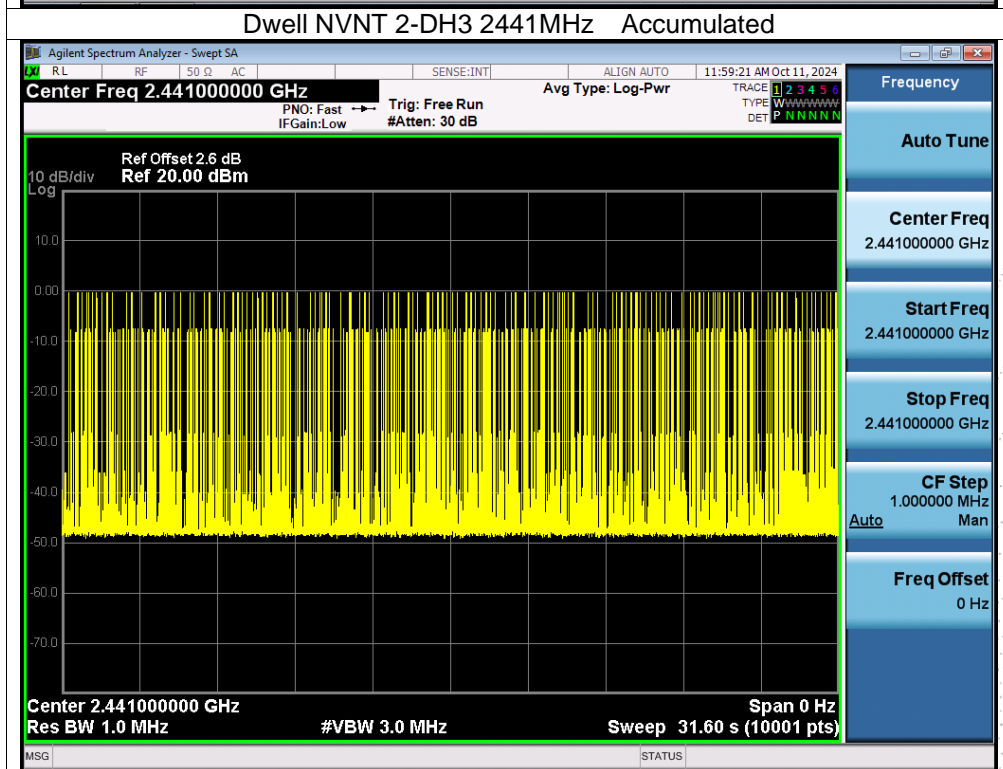 Dwell NVNT 2-DH3 2441MHz Accumulated
Agilent Spectrum Analyzer - Swept SA
LXI RL RF 50 Ω AC SENSE:INT ALIGN AUTO 11:59:21 AM Oct 11, 2024
Center Freq 2.441000000 GHz
PNO: Fast
IFGain:Low
Trig: Free Run
#Atten: 30 dB
Avg Type: Log-Pwr
TRACE 1 2 3 4 5 6
TYPE WWWWWWW
DET P N N N N N
Ref Offset 2.6 dB
10 dB/div Ref 20.00 dBm
Log
10.0
0.00
-10.0
-20.0
-30.0
-40.0
-50.0
-60.0
-70.0
Center 2.441000000 GHz Span 0 Hz
Res BW 1.0 MHz #VBW 3.0 MHz Sweep 31.60 s (10001 pts)
MSG STATUS
Frequency
Auto Tune
Center Freq
2.441000000 GHz
Start Freq
2.441000000 GHz
Stop Freq
2.441000000 GHz
CF Step
1.000000 MHz
Auto Man
Freq Offset
0 Hz